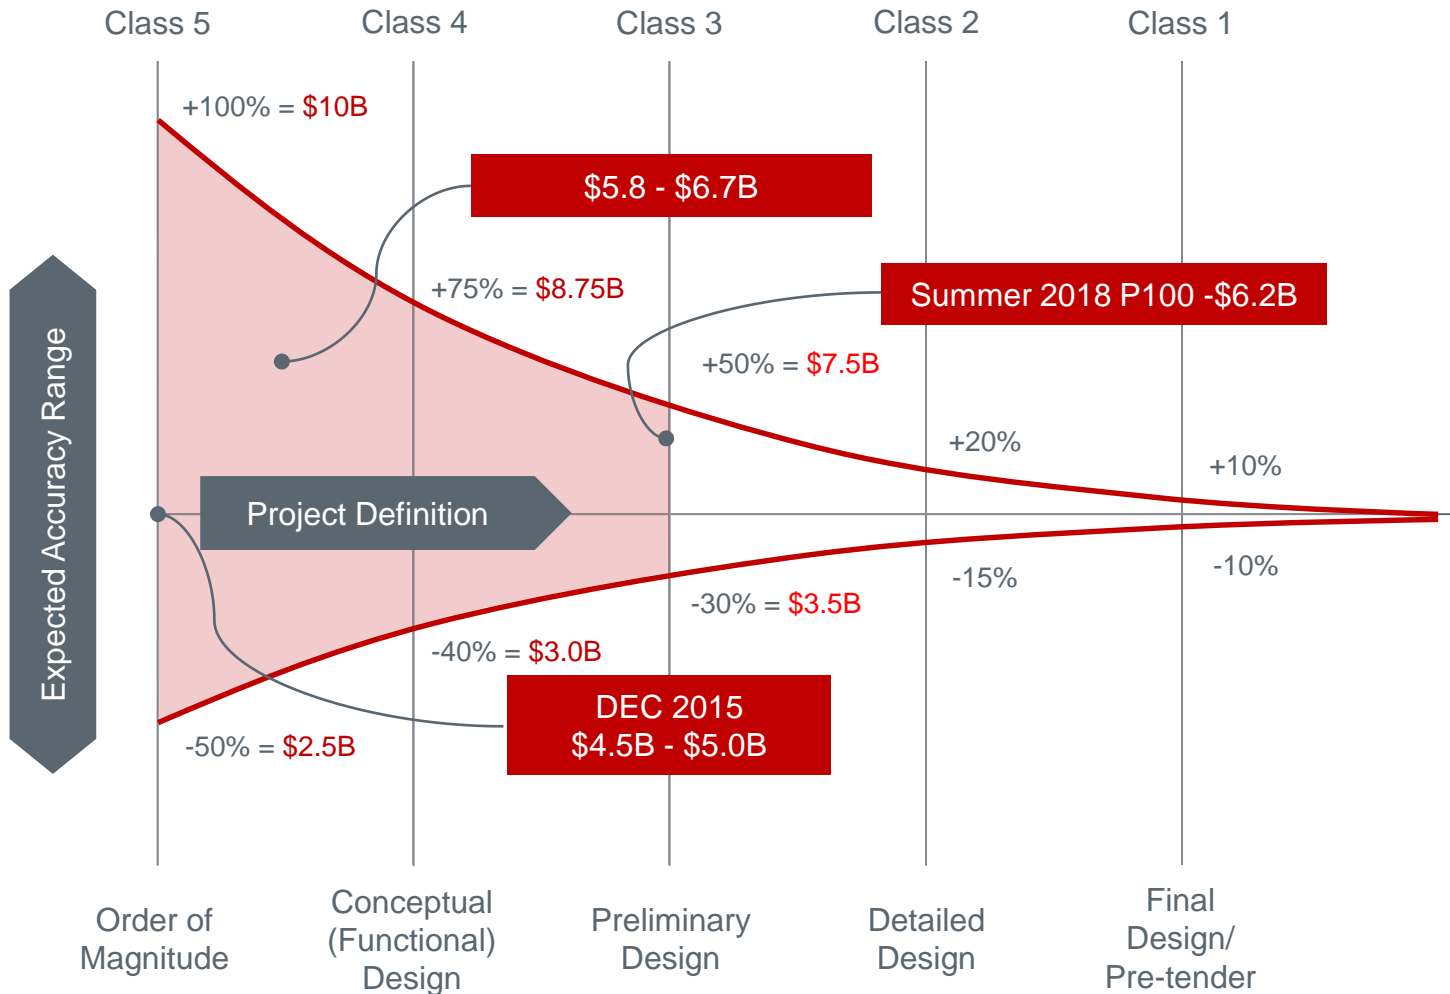 Class 5
Class 4
Class 3
Class 2
Class 1
+100% = $10B
$5.8 - $6.7B
+75% = $8.75B
Summer 2018 P100 -$6.2B
+50% = $7.5B
+20%
+10%
Expected Accuracy Range
Project Definition
-15%
-10%
-30% = $3.5B
-40% = $3.0B
DEC 2015
$4.5B - $5.0B
-50% = $2.5B
Order of
Magnitude
Conceptual
(Functional)
Design
Preliminary
Design
Detailed
Design
Final
Design/
Pre-tender